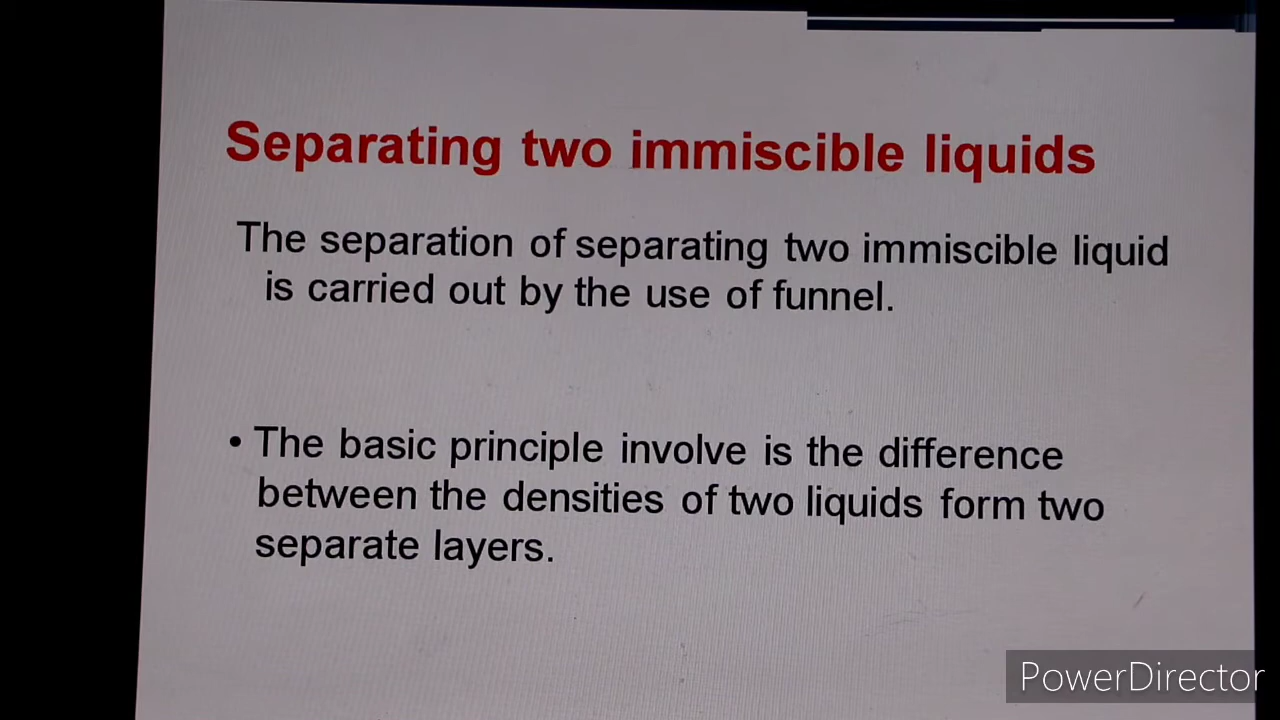 Separating two immiscible liquids
The separation of separating two immiscible liquid
is carried out by the use of funnel.
• The basic principle involve is the difference
between the densities of two liquids form two
separate layers.
PowerDirector